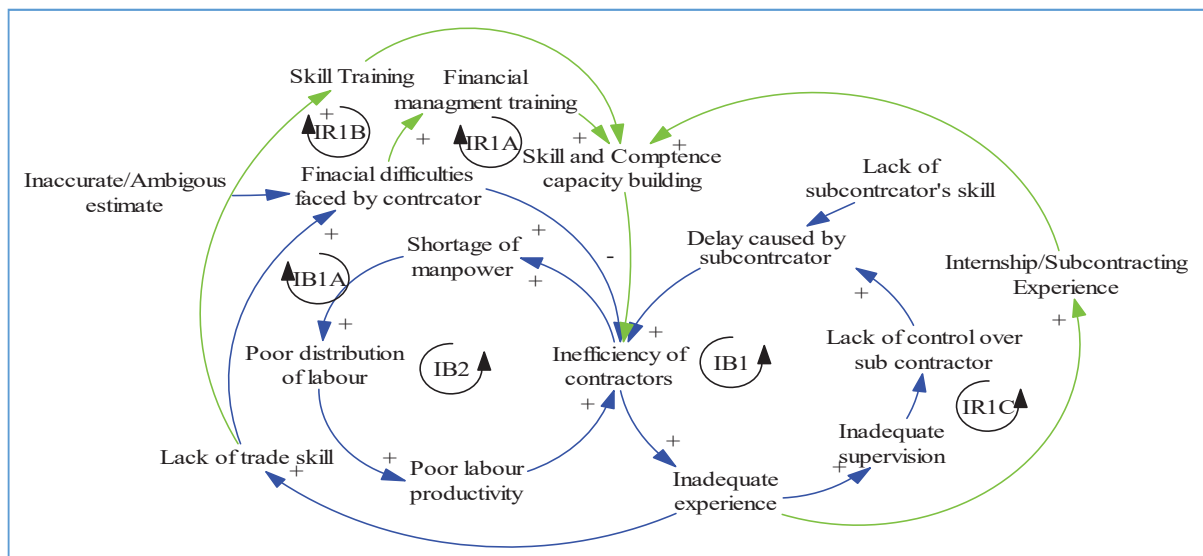 Skill Training
Financial
managment training
+
IR1B
+
IR1A
+
+
Skill and Comptence
capacity building
Inaccurate/Ambigous
estimate
Finacial difficulties
faced by contrcator
Lack of
subcontrcator's skill
+
+
Shortage of
manpower
-
Delay caused by
subcontrcator
Internship/Subcontracting
Experience
IB1A
+
+
+
+
+
Poor distribution
of labour
IB2
Inefficiency of
contractors
IB1
Lack of control over
sub contractor
+
IR1C
+
+
Inadequate
supervision
Lack of trade skill
+
Poor labour
productivity
+
Inadequate
experience